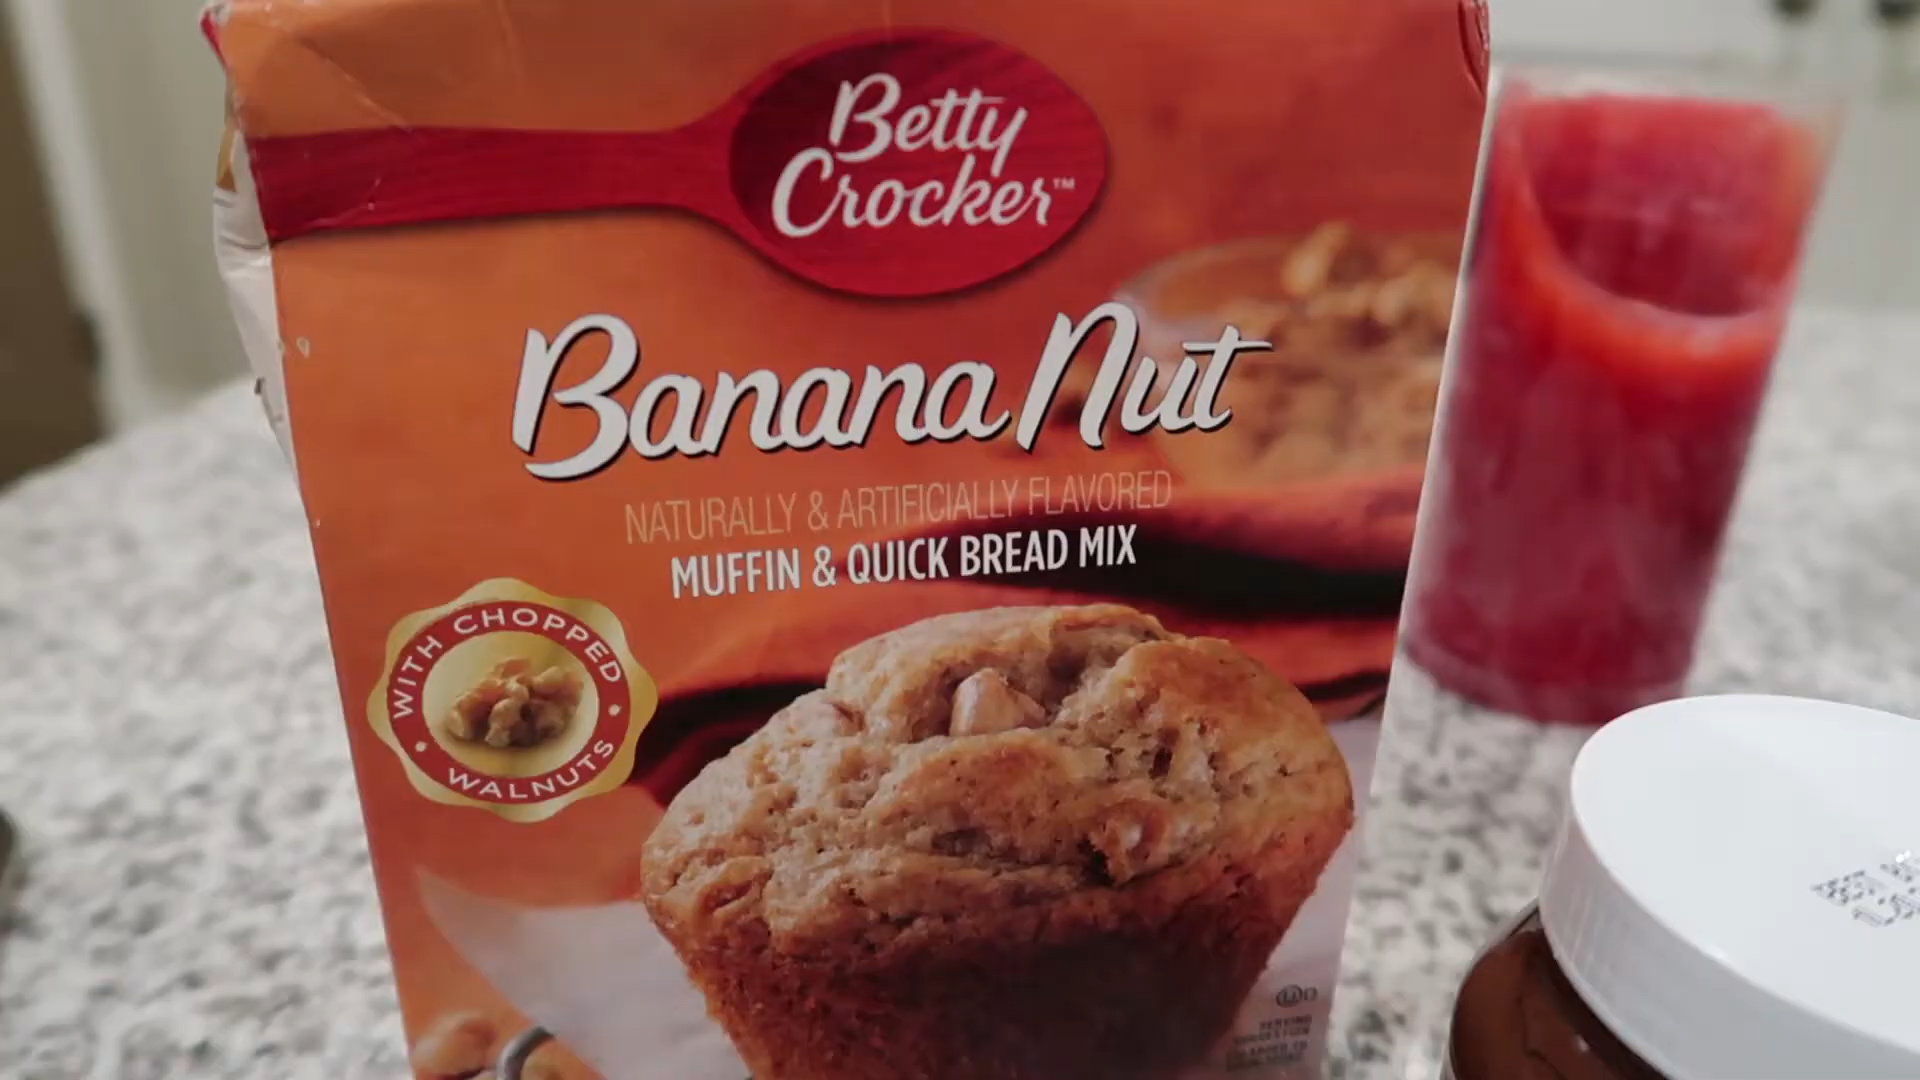 Betty
Crocker™
Banana Nut
NATURALLY & ARTIFICIALLY FLAVORED
MUFFIN & QUICK BREAD MIX
WITH CHOPPED
WALNUTS